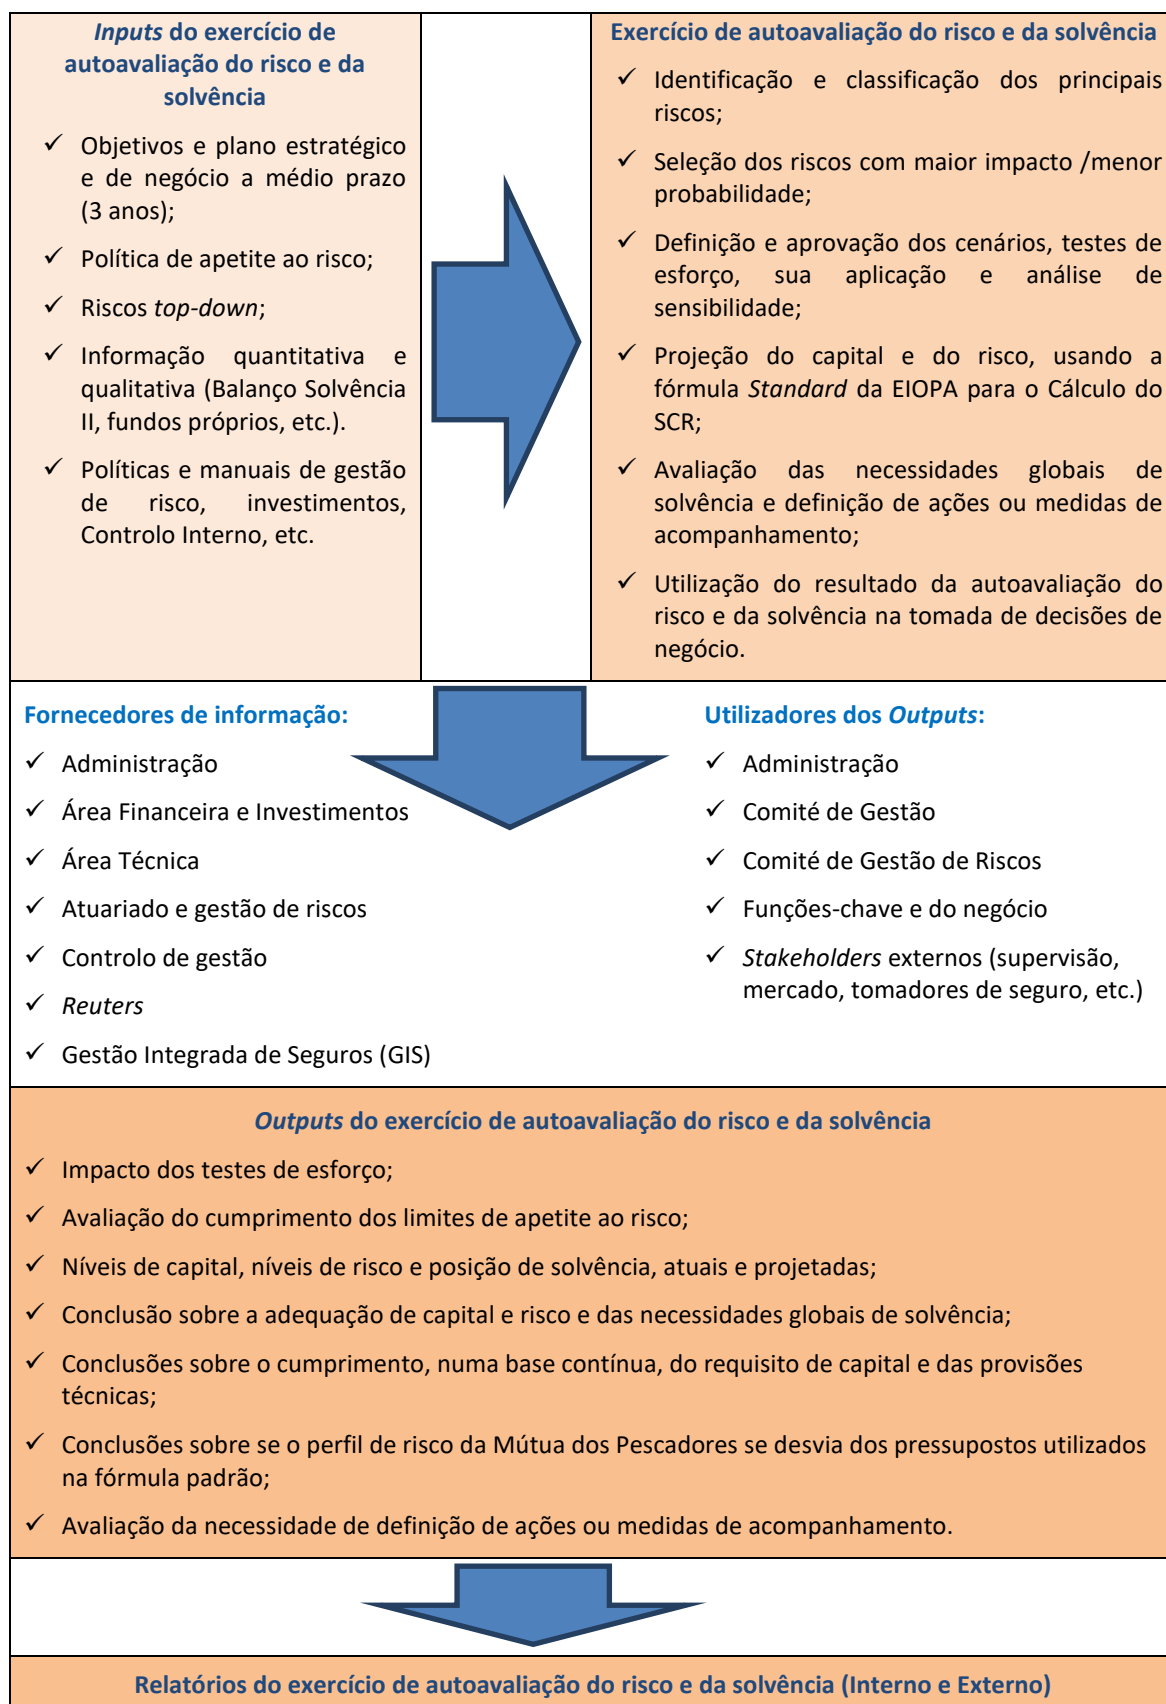 Inputs do exercício de
autoavaliação do risco e da
solvência
✓ Objetivos e plano estratégico
e de negócio a médio prazo
(3 anos);
✓ Política de apetite ao risco;
✓ Riscos top-down;
✓ Informação quantitativa e
qualitativa (Balanço Solvência
II, fundos próprios, etc.).
✓ Políticas e manuais de gestão
de risco, investimentos,
Controlo Interno, etc.
Exercício de autoavaliação do risco e da solvência
✓ Identificação e classificação dos principais
riscos;
✓ Seleção dos riscos com maior impacto /menor
probabilidade;
✓ Definição e aprovação dos cenários, testes de
esforço, sua aplicação e análise de
sensibilidade;
✓ Projeção do capital e do risco, usando a
fórmula Standard da EIOPA para o Cálculo do
SCR;
✓ Avaliação das necessidades globais de
solvência e definição de ações ou medidas de
acompanhamento;
✓ Utilização do resultado da autoavaliação do
risco e da solvência na tomada de decisões de
negócio.
Fornecedores de informação:
✓ Administração
✓ Área Financeira e Investimentos
✓ Área Técnica
✓ Atuariado e gestão de riscos
✓ Controlo de gestão
✓ Reuters
✓ Gestão Integrada de Seguros (GIS)
Utilizadores dos Outputs:
✓ Administração
✓ Comité de Gestão
✓ Comité de Gestão de Riscos
✓ Funções-chave e do negócio
✓ Stakeholders externos (supervisão,
mercado, tomadores de seguro, etc.)
Outputs do exercício de autoavaliação do risco e da solvência
✓ Impacto dos testes de esforço;
✓ Avaliação do cumprimento dos limites de apetite ao risco;
✓ Níveis de capital, níveis de risco e posição de solvência, atuais e projetadas;
✓ Conclusão sobre a adequação de capital e risco e das necessidades globais de solvência;
✓ Conclusões sobre o cumprimento, numa base contínua, do requisito de capital e das provisões
técnicas;
✓ Conclusões sobre se o perfil de risco da Mútua dos Pescadores se desvia dos pressupostos utilizados
na fórmula padrão;
✓ Avaliação da necessidade de definição de ações ou medidas de acompanhamento.
Relatórios do exercício de autoavaliação do risco e da solvência (Interno e Externo)